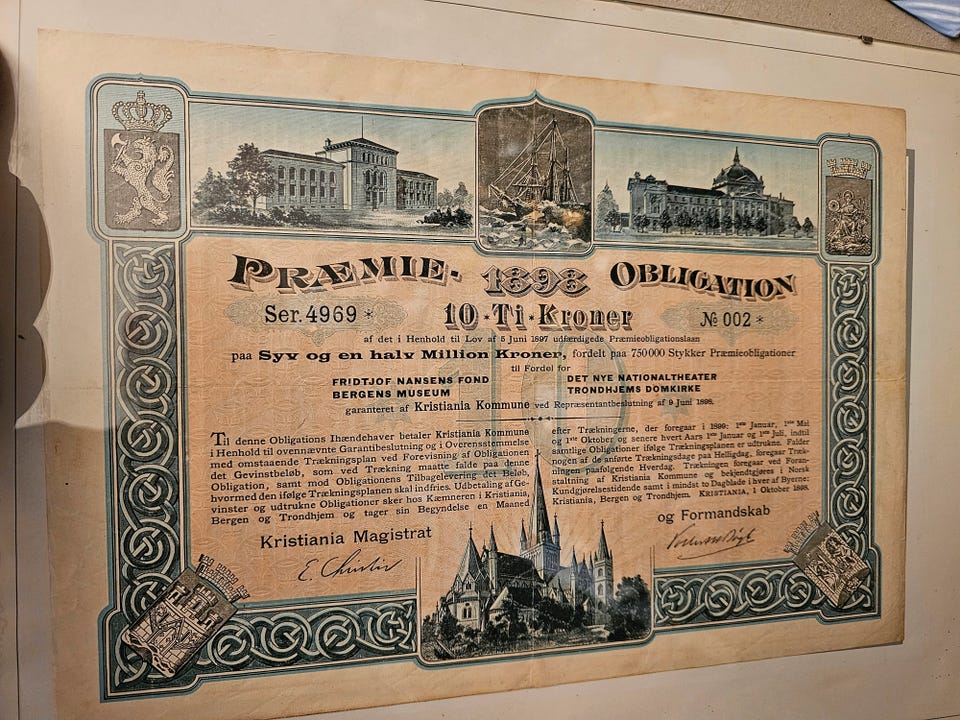 PRÆMIE- 1898 OBLIGATION
Ser. 4969 * 10 · Ti · Kroner № 002 *
af det i Henhold til Lov af 5 Juni 1897 udfærdigede Præmieobligationslaan
paa Syv og en halv Million Kroner, fordelt paa 750000 Stykker Præmieobligationer
til Fordel for
FRIDTJOF NANSENS FOND
BERGENS MUSEUM
DET NYE NATIONALTHEATER
TRONDHJEMS DOMKIRKE
garanteret af Kristiania Kommune ved Repræsentantbeslutning af 9 Juni 1898.
Til denne Obligations Ihændehaver betaler Kristiania Kommune
i Henhold til ovennævnte Garantibeslutning og i Overensstemmelse
med omstaaende Trækningsplan ved Forevisning af Obligationen
det Gevinstbeløb, som ved Trækning maatte falde paa denne
Obligation, samt mod Obligationens Tilbagelevering det Beløb,
hvormed den ifølge Trækningsplanen skal indfries. Udbetaling af Ge-
vinster og udtrukne Obligationer sker hos Kæmneren i Kristiania,
Bergen og Trondhjem og tager sin Begyndelse en Maaned
efter Trækningerne, der foregaar i 1899: 1ste Januar, 1ste Mai
og 1ste Oktober og senere hvert Aars 1ste Januar og 1ste Juli, indtil
samtlige Obligationer ifølge Trækningsplanen er udtrukne. Falder
nogen af de anførte Trækningsdage paa Helligdag, foregaar Træk-
ningen paafølgende Hverdag. Trækningen foregaar ved Foran-
staltning af Kristiania Kommune og bekjendtgjøres i Norsk
Kundgjørelsestidende samt i mindst to Dagblade i hver af Byerne:
Kristiania, Bergen og Trondhjem. KRISTIANIA, 1 Oktober 1898.
Kristiania Magistrat
og Formandskab
E. Christie